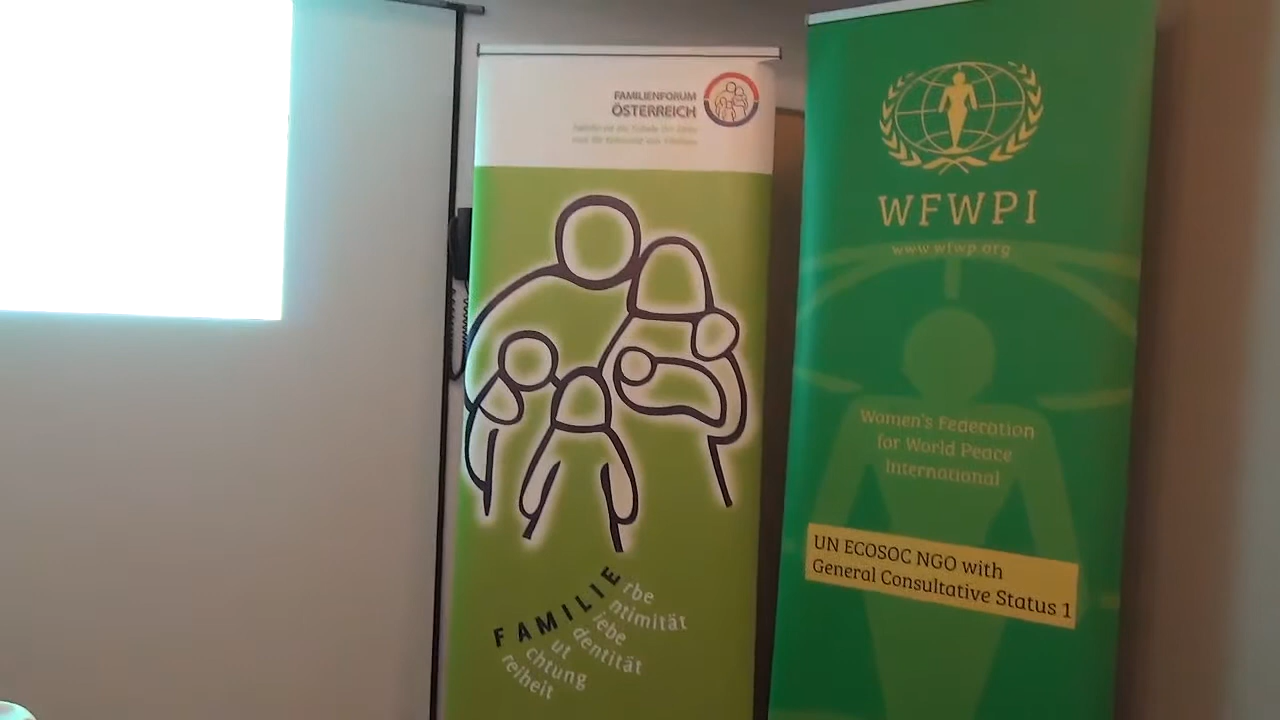 FAMILIENFORUM
ÖSTERREICH
FAMILIE
rbe
ntimität
iebe
dentität
ut
chtung
reiheit
WFWPI
www.wfwp.org
Women's Federation
for World Peace
International
UN ECOSOC NGO with
General Consultative Status 1